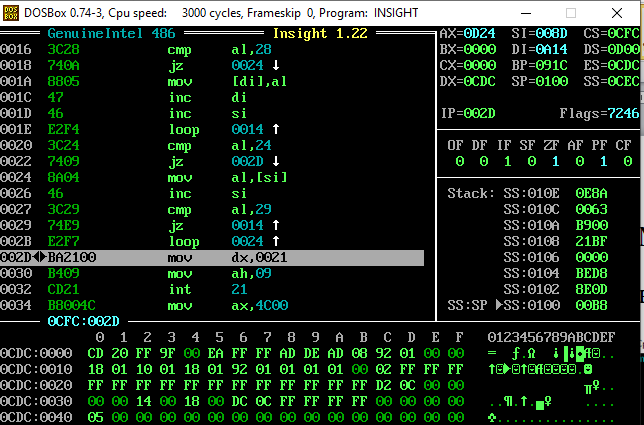 DOSBox 0.74-3, Cpu speed: 3000 cycles, Frameskip 0, Program: INSIGHT
GenuineIntel 486 Insight 1.22
0016 3C28 cmp al,28
0018 740A jz 0024 ↓
001A 8805 mov [di],al
001C 47 inc di
001D 46 inc si
001E E2F4 loop 0014 ↑
0020 3C24 cmp al,24
0022 7409 jz 002D ↓
0024 8A04 mov al,[si]
0026 46 inc si
0027 3C29 cmp al,29
0029 74E9 jz 0014 ↑
002B E2F7 loop 0024 ↑
002D◄►BA2100 mov dx,0021
0030 B409 mov ah,09
0032 CD21 int 21
0034 B8004C mov ax,4C00
0CFC:002D
AX=0D24 SI=008D CS=0CFC
BX=0000 DI=0A14 DS=0D00
CX=0000 BP=091C ES=0CDC
DX=0CDC SP=0100 SS=0CEC
IP=002D Flags=7246
OF DF IF SF ZF AF PF CF
0 0 1 0 1 0 1 0
Stack: SS:010E 0E8A
SS:010C 0063
SS:010A B900
SS:0108 21BF
SS:0106 0000
SS:0104 BED8
SS:0102 8E0D
SS:SP ►SS:0100 00B8
0 1 2 3 4 5 6 7 8 9 A B C D E F 0123456789ABCDEF
0CDC:0000 CD 20 FF 9F 00 EA FF FF AD DE AD 08 92 01 00 00
0CDC:0010 18 01 10 01 18 01 92 01 01 01 01 00 02 FF FF FF
0CDC:0020 FF FF FF FF FF FF FF FF FF FF FF FF D2 0C 00 00
0CDC:0030 00 00 14 00 18 00 DC 0C FF FF FF FF 00 00 00 00
0CDC:0040 05 00 00 00 00 00 00 00 00 00 00 00 00 00 00 00